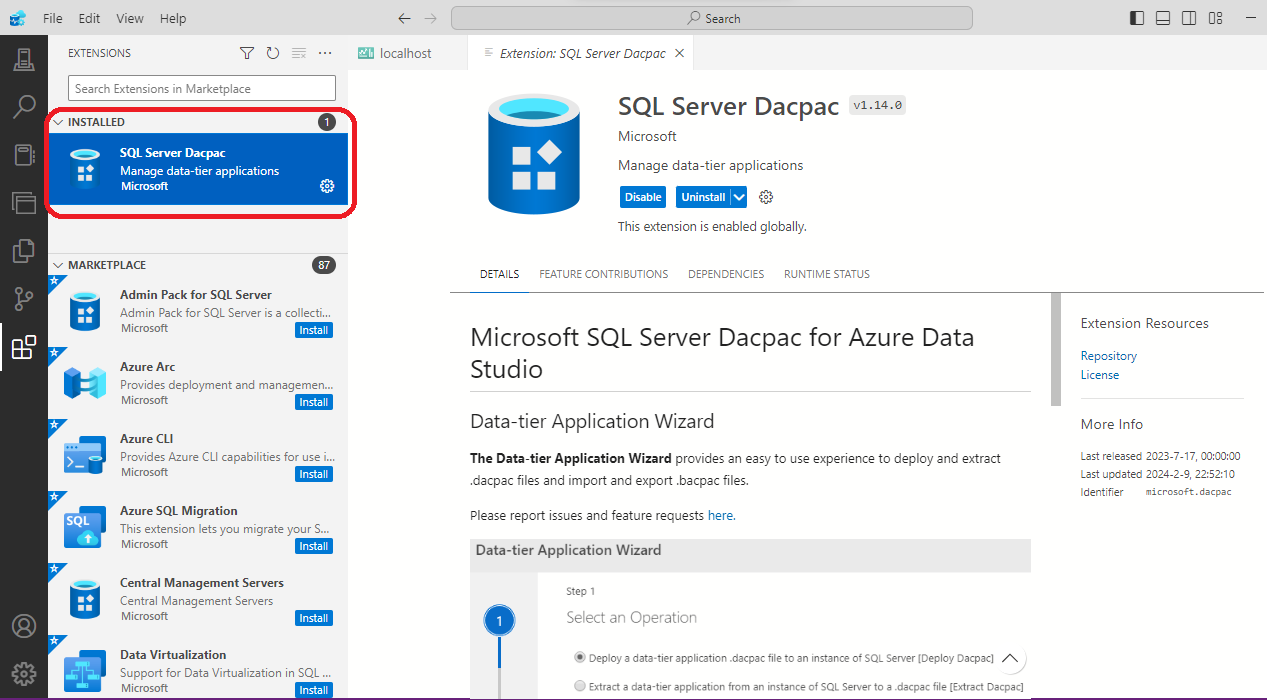 File Edit View Help
Search
EXTENSIONS
Search Extensions in Marketplace
INSTALLED
1
SQL Server Dacpac
Manage data-tier applications
Microsoft
MARKETPLACE
87
Admin Pack for SQL Server
Admin Pack for SQL Server is a collecti...
Microsoft
Install
Azure Arc
Provides deployment and managemen...
Microsoft
Install
Azure CLI
Provides Azure CLI capabilities for use i...
Microsoft
Install
SQL
Azure SQL Migration
This extension lets you migrate your S...
Microsoft
Install
Central Management Servers
Central Management Servers
Microsoft
Install
Data Virtualization
Support for Data Virtualization in SQL ...
Microsoft
Install
localhost
Extension: SQL Server Dacpac
SQL Server Dacpac v1.14.0
Microsoft
Manage data-tier applications
Disable Uninstall
This extension is enabled globally.
DETAILS FEATURE CONTRIBUTIONS DEPENDENCIES RUNTIME STATUS
Microsoft SQL Server Dacpac for Azure Data
Studio
Data-tier Application Wizard
The Data-tier Application Wizard provides an easy to use experience to deploy and extract
.dacpac files and import and export .bacpac files.
Please report issues and feature requests here.
Data-tier Application Wizard
1
Step 1
Select an Operation
Deploy a data-tier application .dacpac file to an instance of SQL Server [Deploy Dacpac]
Extract a data-tier application from an instance of SQL Server to a .dacpac file [Extract Dacpac]
Extension Resources
Repository
License
More Info
Last released 2023-7-17, 00:00:00
Last updated 2024-2-9, 22:52:10
Identifier microsoft.dacpac